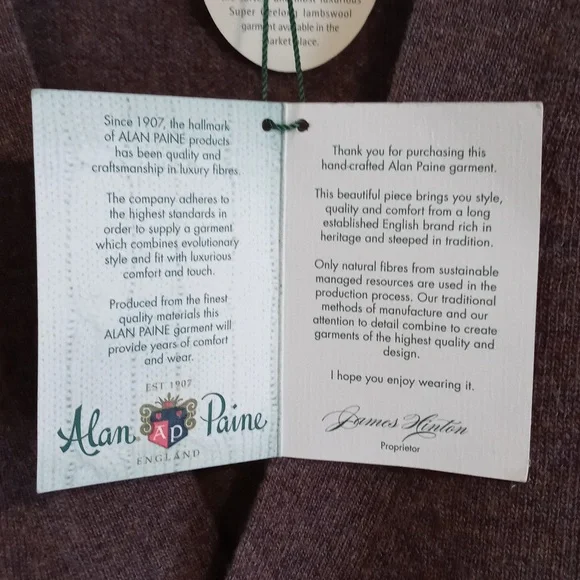 most luxurious
Super Geelong lambswool
garment available in the
market place.
Since 1907, the hallmark
of ALAN PAINE products
has been quality and
craftsmanship in luxury fibres.
The company adheres to
the highest standards in
order to supply a garment
which combines evolutionary
style and fit with luxurious
comfort and touch.
Produced from the finest
quality materials this
ALAN PAINE garment will
provide years of comfort
and wear.
EST 1907
Alan AP Paine
ENGLAND
Thank you for purchasing this
hand-crafted Alan Paine garment.
This beautiful piece brings you style,
quality and comfort from a long
established English brand rich in
heritage and steeped in tradition.
Only natural fibres from sustainable
managed resources are used in the
production process. Our traditional
methods of manufacture and our
attention to detail combine to create
garments of the highest quality and
design.
I hope you enjoy wearing it.
James Hinton
Proprietor